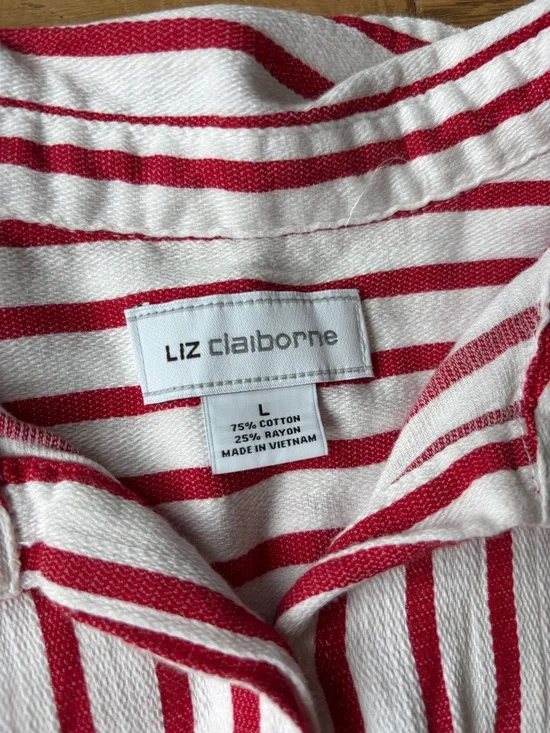 LIZ claiborne
L
75% COTTON
25% RAYON
MADE IN VIETNAM